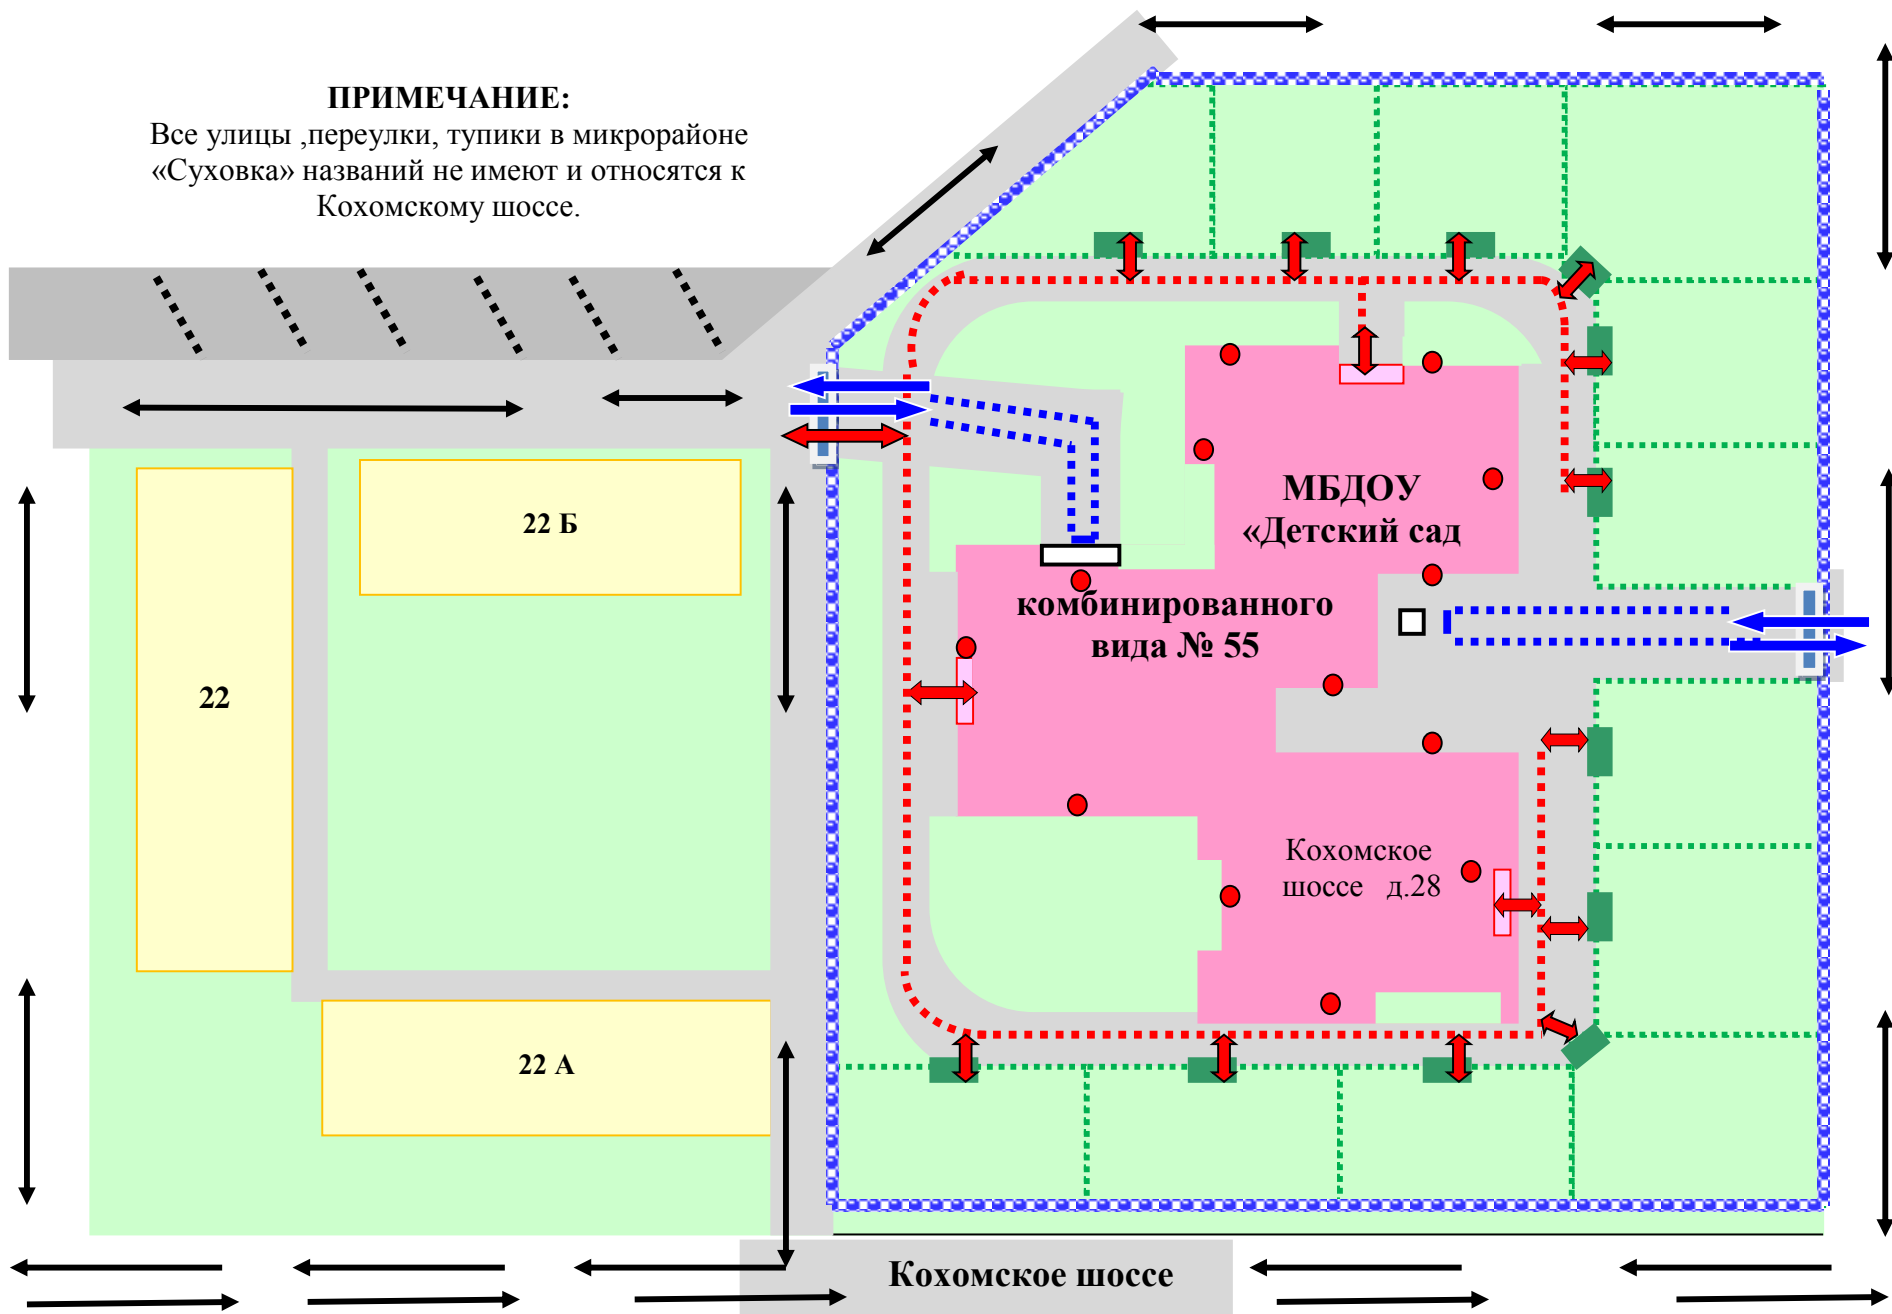 ПРИМЕЧАНИЕ:
Все улицы ,переулки, тупики в микрорайоне
«Суховка» названий не имеют и относятся к
Кохомскому шоссе.
22 Б
22
22 А
МБДОУ
«Детский сад
комбинированного
вида № 55
Кохомское
шоссе д.28
Кохомское шоссе